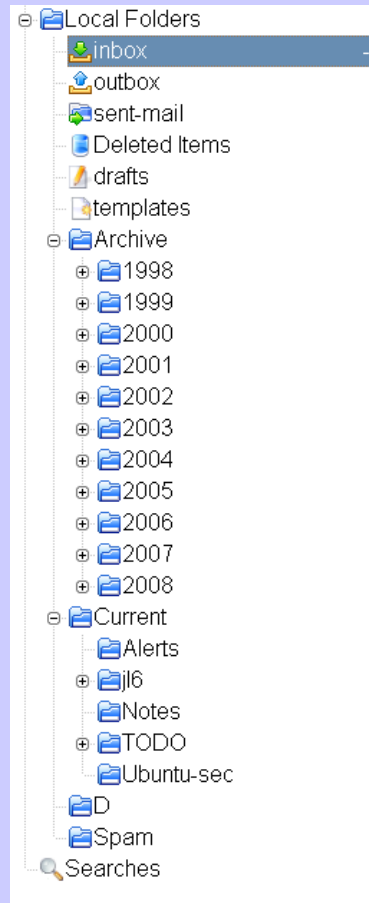 Local Folders
inbox
outbox
sent-mail
Deleted Items
drafts
templates
Archive
1998
1999
2000
2001
2002
2003
2004
2005
2006
2007
2008
Current
Alerts
jl6
Notes
TODO
Ubuntu-sec
D
Spam
Searches